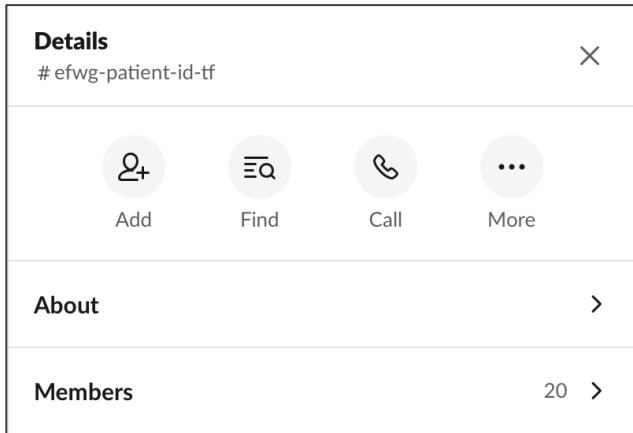 Details
# efwg-patient-id-tf
Add
Find
Call
More
About
Members 20